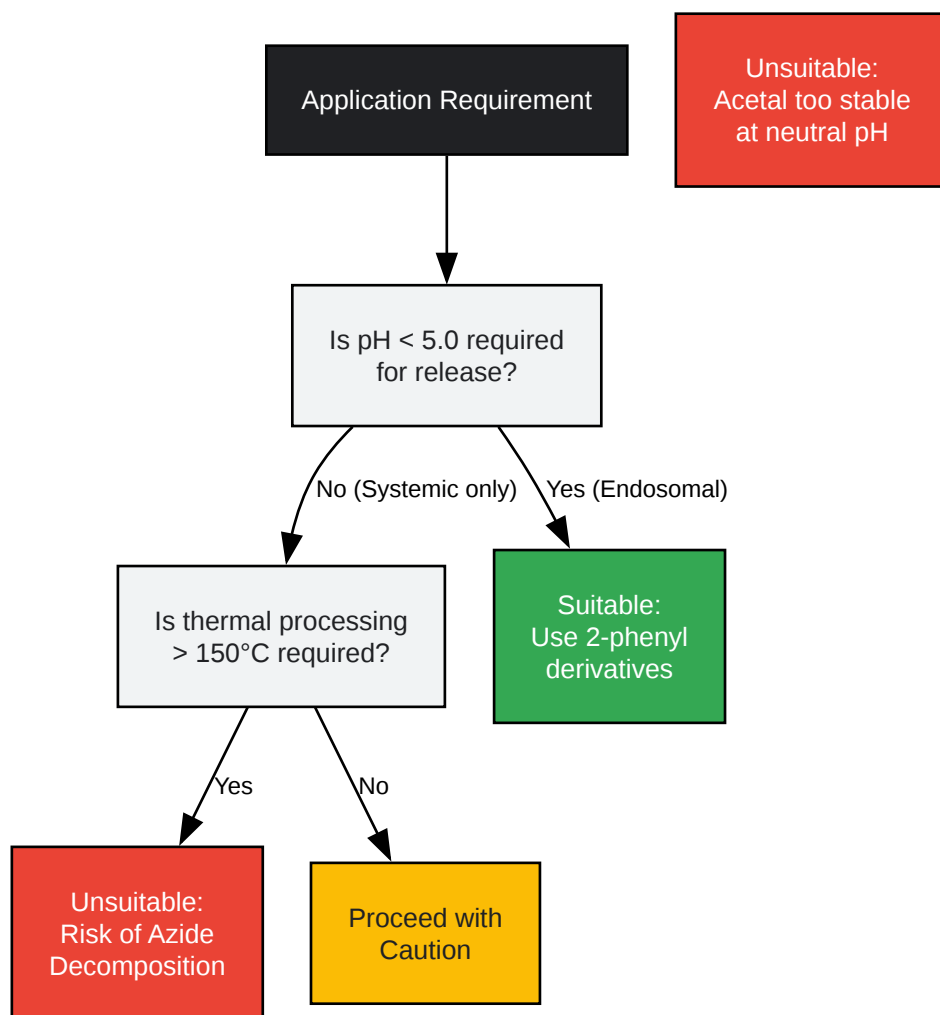 Application Requirement
Unsuitable:
Acetal too stable
at neutral pH
Is pH < 5.0 required
for release?
No (Systemic only)
Yes (Endosomal)
Is thermal processing
> 150°C required?
Suitable:
Use 2-phenyl
derivatives
Yes
No
Unsuitable:
Risk of Azide
Decomposition
Proceed with
Caution